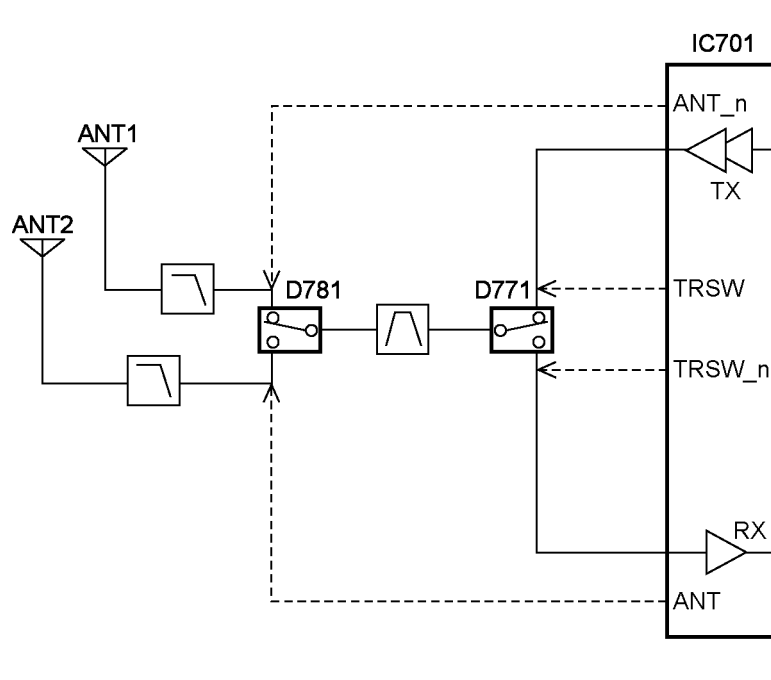 IC701
ANT_n
ANT1
TX
ANT2
D781
D771
TRSW
TRSW_n
RX
ANT